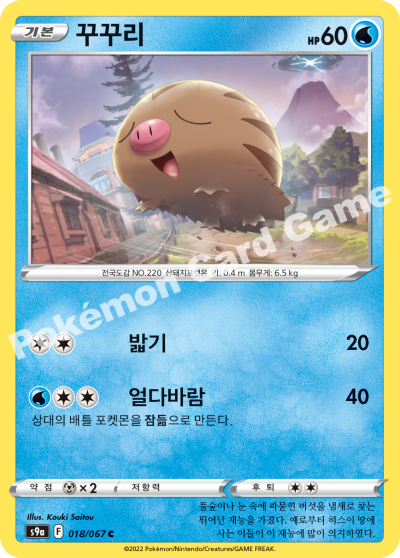 기본 꾸꾸리 HP 60
전국도감 NO.220 산돼지포켓몬 키: 0.4 m 몸무게: 6.5 kg
밟기 20
얼다바람 40
상대의 배틀 포켓몬을 잠듦으로 만든다.
약점 ×2 저항력 후퇴
돌숲이나 눈 속에 파묻힌 버섯을 냄새로 찾는
뛰어난 재능을 가졌다. 예로부터 히스이 땅에
사는 이들이 이 재능에 많이 의지하였다.
Illus. Kouki Saitou
s9a F 018/067 C
©2022 Pokémon/Nintendo/Creatures/GAME FREAK.
Pokémon Card Game